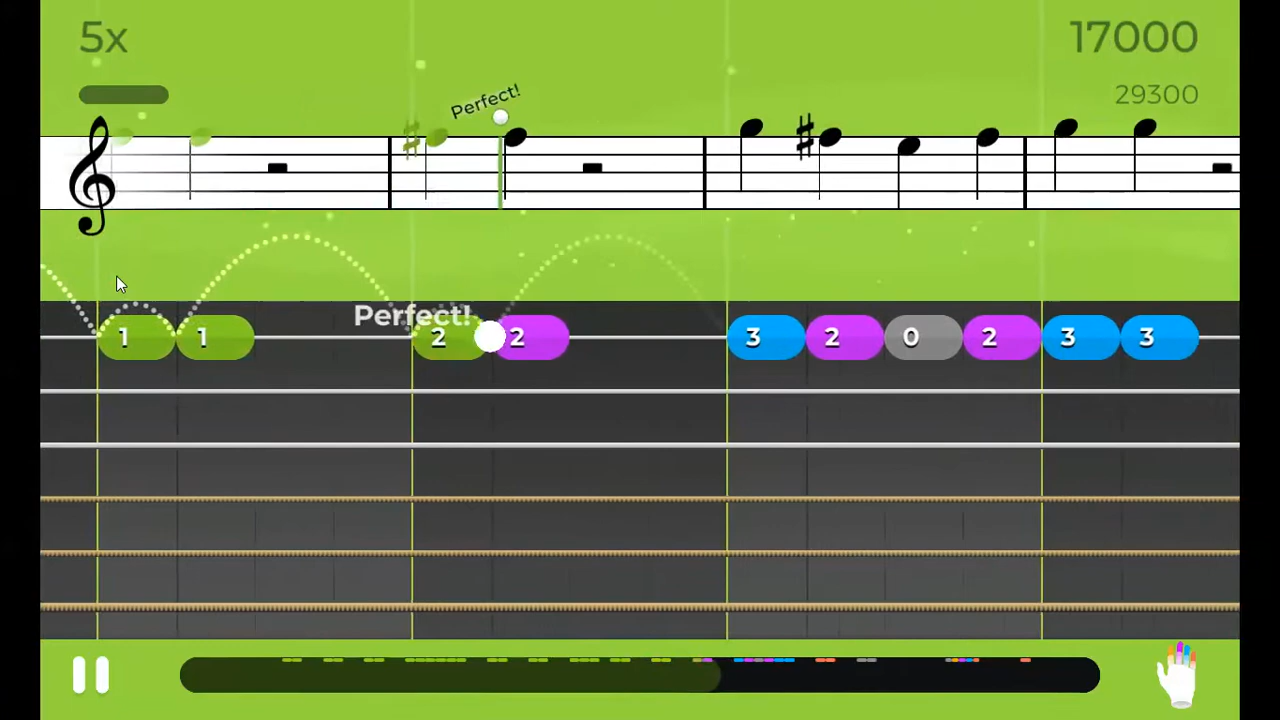 5x
17000
29300
Perfect!
Perfect!
1 1 2 2 3 2 0 2 3 3